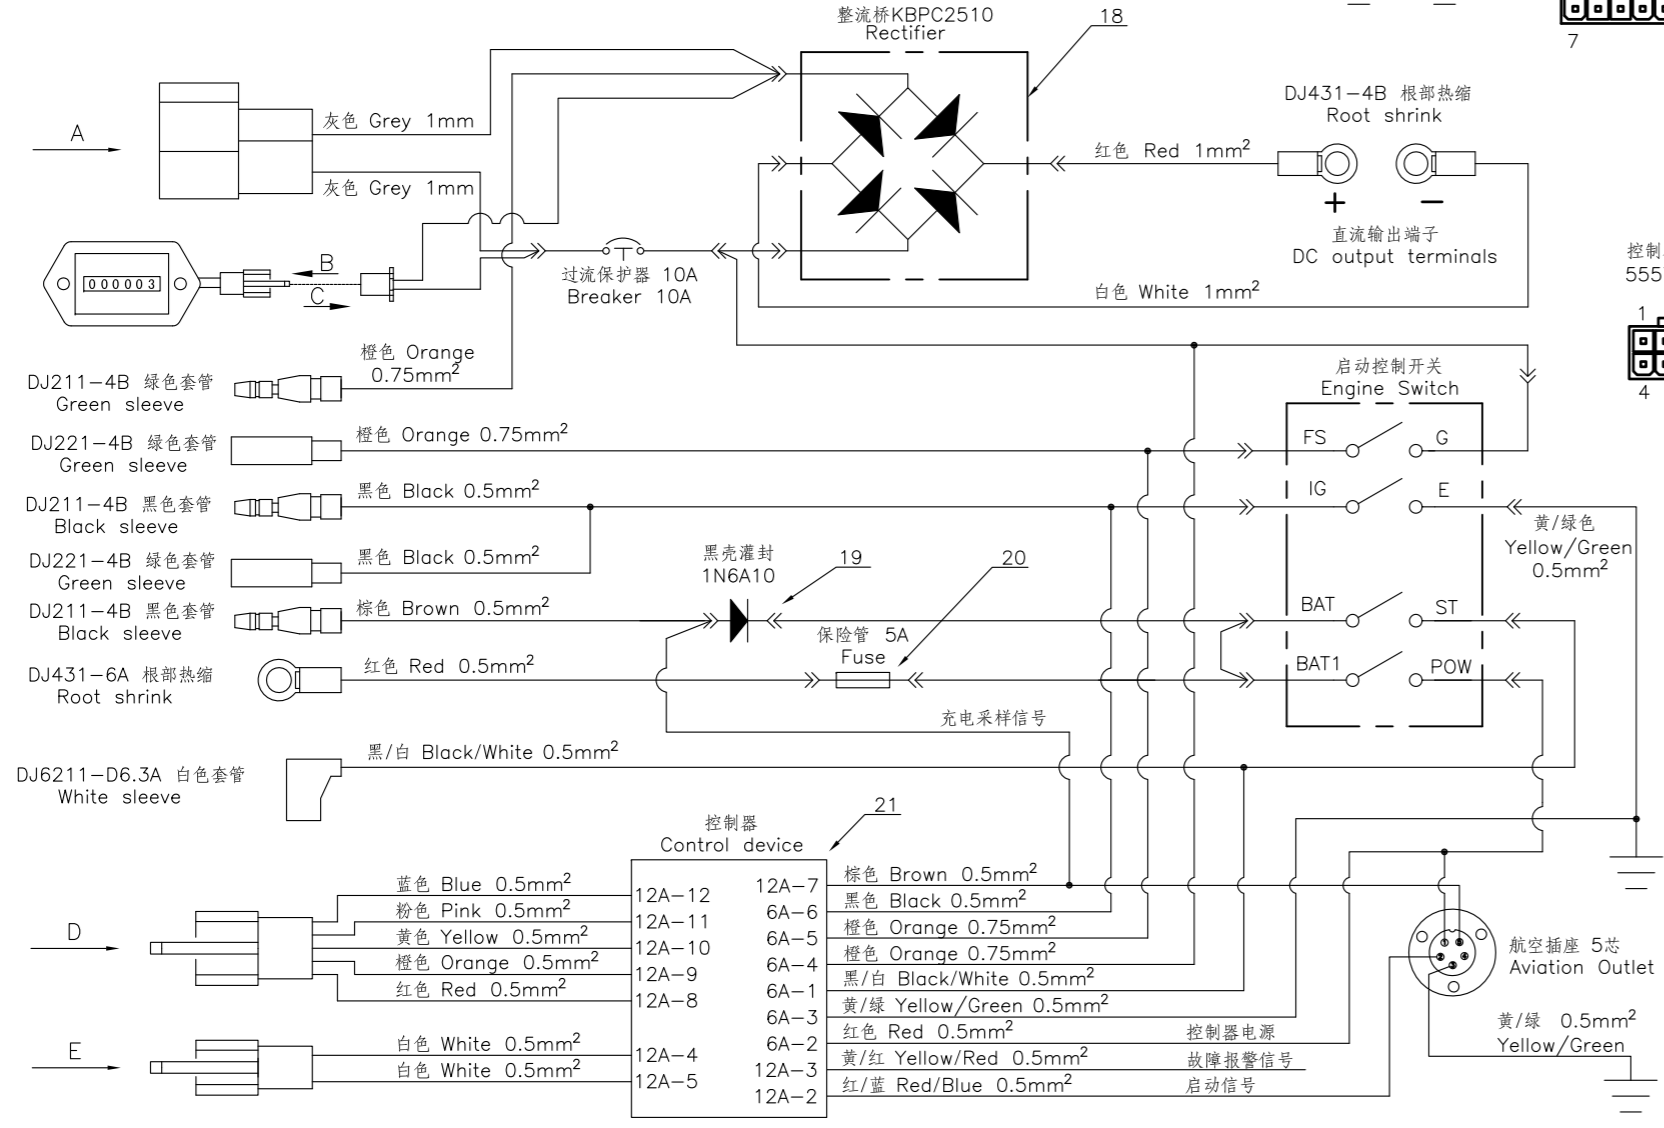 整流桥KBPC2510
Rectifier
18
7
A
灰色 Grey 1mm
灰色 Grey 1mm
红色 Red 1mm²
DJ431-4B 根部热缩
Root shrink
+ −
直流输出端子
DC output terminals
白色 White 1mm²
000003
B
C
过流保护器 10A
Breaker 10A
控制
555
1
4
橙色 Orange
0.75mm²
DJ211-4B 绿色套管
Green sleeve
启动控制开关
Engine Switch
DJ221-4B 绿色套管
Green sleeve
橙色 Orange 0.75mm²
FS G
DJ211-4B 黑色套管
Black sleeve
黑色 Black 0.5mm²
IG E
黄/绿色
Yellow/Green
0.5mm²
DJ221-4B 绿色套管
Green sleeve
黑色 Black 0.5mm²
黑壳灌封
1N6A10
19
20
DJ211-4B 黑色套管
Black sleeve
棕色 Brown 0.5mm²
保险管 5A
Fuse
BAT ST
DJ431-6A 根部热缩
Root shrink
红色 Red 0.5mm²
BAT1 POW
充电采样信号
DJ6211-D6.3A 白色套管
White sleeve
黑/白 Black/White 0.5mm²
控制器
Control device
21
D
蓝色 Blue 0.5mm²
粉色 Pink 0.5mm²
黄色 Yellow 0.5mm²
橙色 Orange 0.5mm²
红色 Red 0.5mm²
12A-12
12A-11
12A-10
12A-9
12A-8
E
白色 White 0.5mm²
白色 White 0.5mm²
12A-4
12A-5
12A-7
6A-6
6A-5
6A-4
6A-1
6A-3
6A-2
12A-3
12A-2
棕色 Brown 0.5mm²
黑色 Black 0.5mm²
橙色 Orange 0.75mm²
橙色 Orange 0.75mm²
黑/白 Black/White 0.5mm²
黄/绿 Yellow/Green 0.5mm²
红色 Red 0.5mm² 控制器电源
黄/红 Yellow/Red 0.5mm² 故障报警信号
红/蓝 Red/Blue 0.5mm² 启动信号
航空插座 5芯
Aviation Outlet
黄/绿 0.5mm²
Yellow/Green